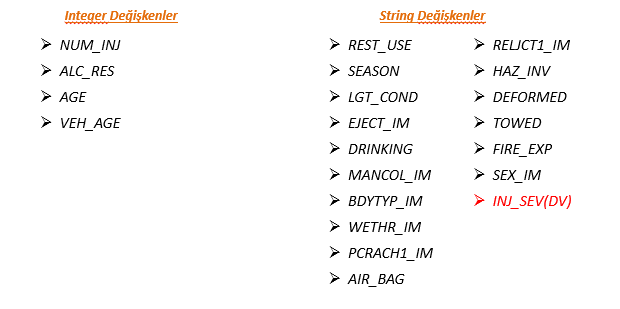 Integer Değişkenler
NUM_INJ
ALC_RES
AGE
VEH_AGE
String Değişkenler
REST_USE
SEASON
LGT_COND
EJECT_IM
DRINKING
MANCOL_IM
BDYTYP_IM
WETHR_IM
PCRACH1_IM
AIR_BAG
RELJCT1_IM
HAZ_INV
DEFORMED
TOWED
FIRE_EXP
SEX_IM
INJ_SEV(DV)